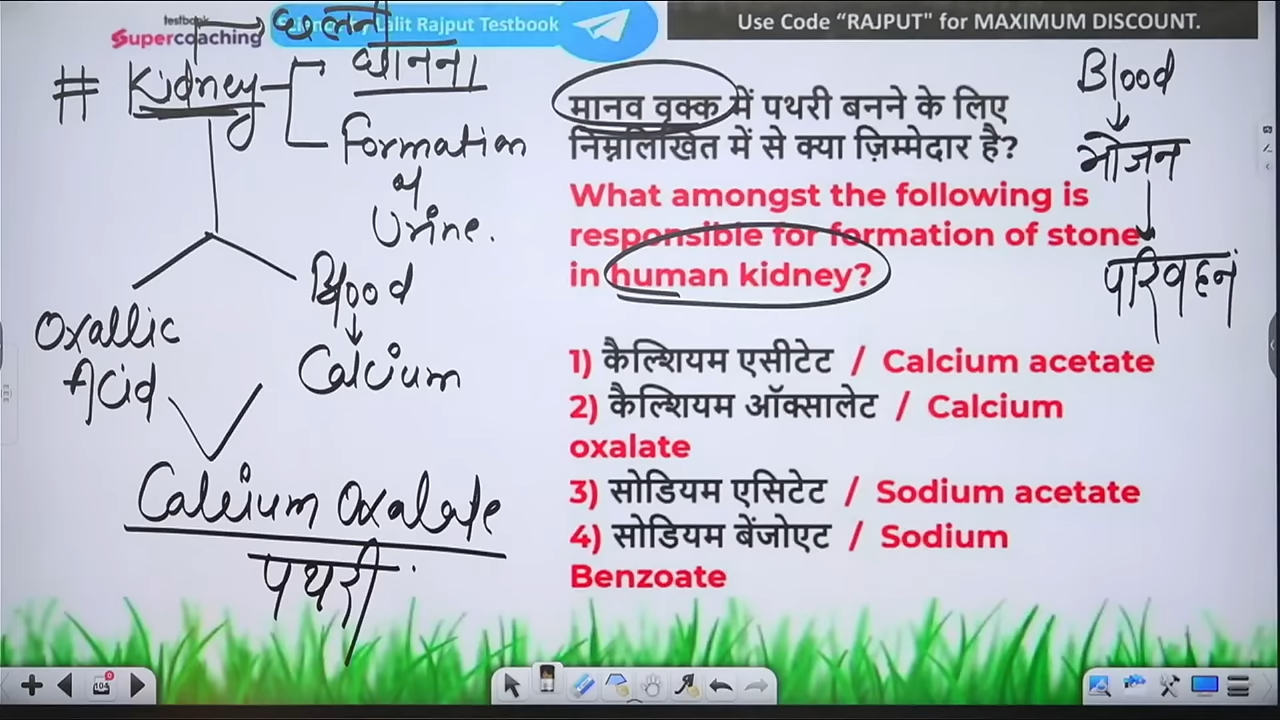 testbook
Supercoaching
छलनी
Lalit Rajput Testbook
Use Code “RAJPUT" for MAXIMUM DISCOUNT.
# Kidney
छानना
Formation
of
Urine.
Oxallic
Acid
Blood
Calcium
Calcium Oxalate
पथरी
मानव वृक्क में पथरी बनने के लिए
निम्नलिखित में से क्या ज़िम्मेदार है?
What amongst the following is
responsible for formation of stone
in human kidney?
1) कैल्शियम एसीटेट / Calcium acetate
2) कैल्शियम ऑक्सालेट / Calcium
oxalate
3) सोडियम एसिटेट / Sodium acetate
4) सोडियम बेंजोएट / Sodium
Benzoate
Blood
भोजन
परिवहन
104